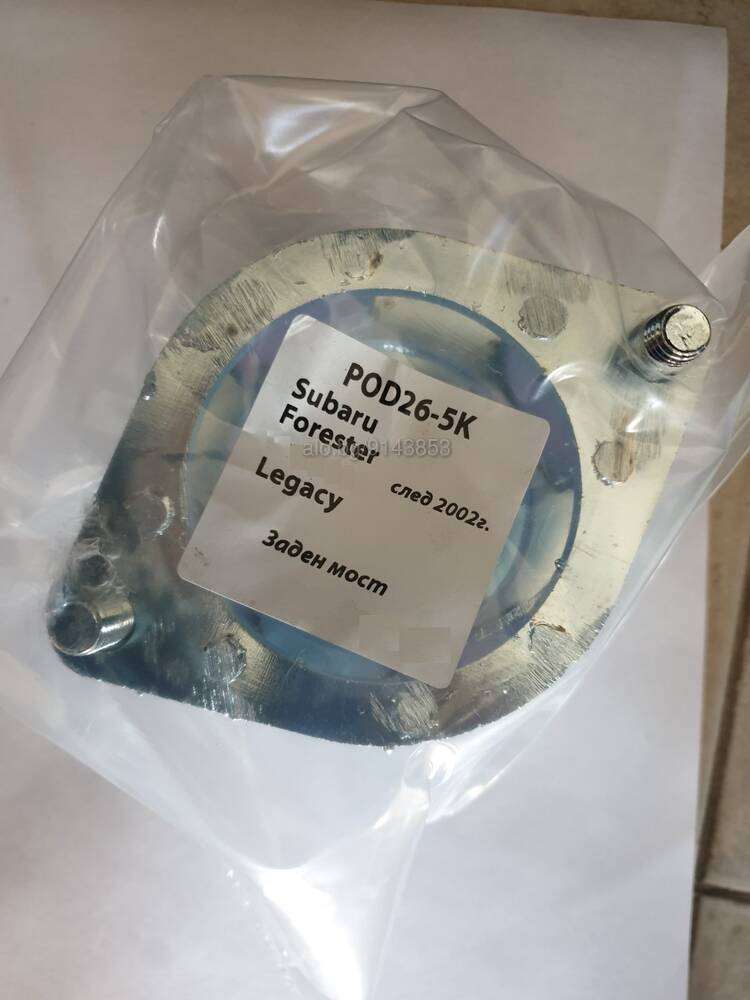 POD26-5K
Subaru
Forester
Legacy
след 2002г.
Заден мост